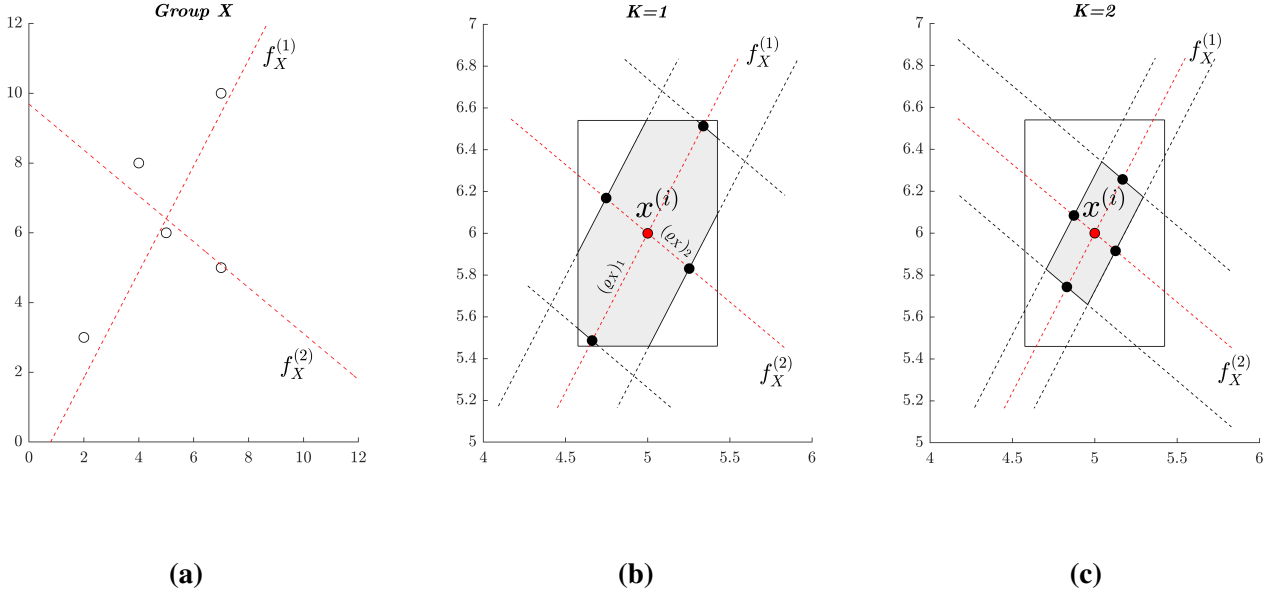 Group X
12
10
8
6
4
2
0
0 2 4 6 8 10 12
f_X^{(1)}
f_X^{(2)}
(a)
K=1
7
6.8
6.6
6.4
6.2
6
5.8
5.6
5.4
5.2
5
4 4.5 5 5.5 6
f_X^{(1)}
x^{(i)}
(ϱ_X)_2
(ϱ_X)_1
f_X^{(2)}
(b)
K=2
7
6.8
6.6
6.4
6.2
6
5.8
5.6
5.4
5.2
5
4 4.5 5 5.5 6
f_X^{(1)}
x^{(i)}
f_X^{(2)}
(c)